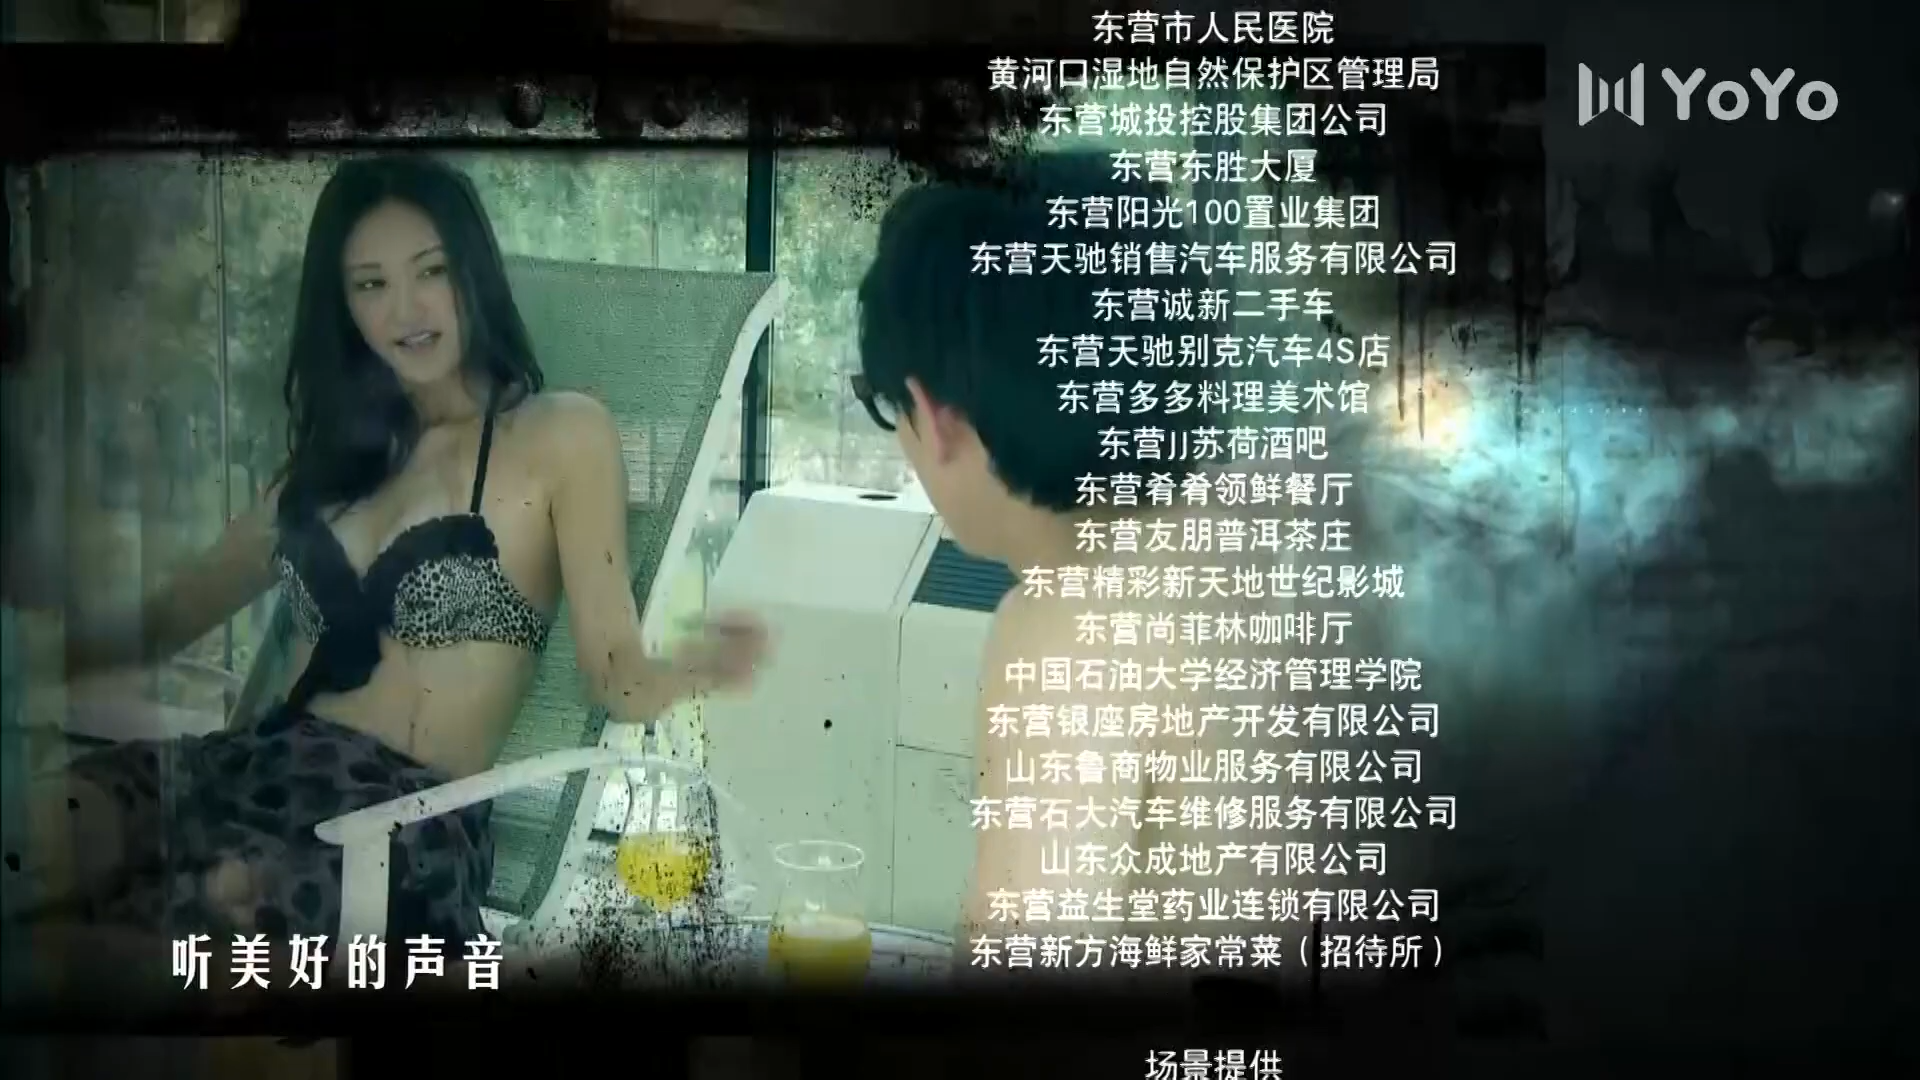 东营市人民医院
黄河口湿地自然保护区管理局
东营城投控股集团公司
东营东胜大厦
东营阳光100置业集团
东营天驰销售汽车服务有限公司
东营诚新二手车
东营天驰别克汽车4S店
东营多多料理美术馆
东营JJ苏荷酒吧
东营肴肴领鲜餐厅
东营友朋普洱茶庄
东营精彩新天地世纪影城
东营尚菲林咖啡厅
中国石油大学经济管理学院
东营银座房地产开发有限公司
山东鲁商物业服务有限公司
东营石大汽车维修服务有限公司
山东众成地产有限公司
东营益生堂药业连锁有限公司
东营新方海鲜家常菜（招待所）
场景提供
听美好的声音
YoYo